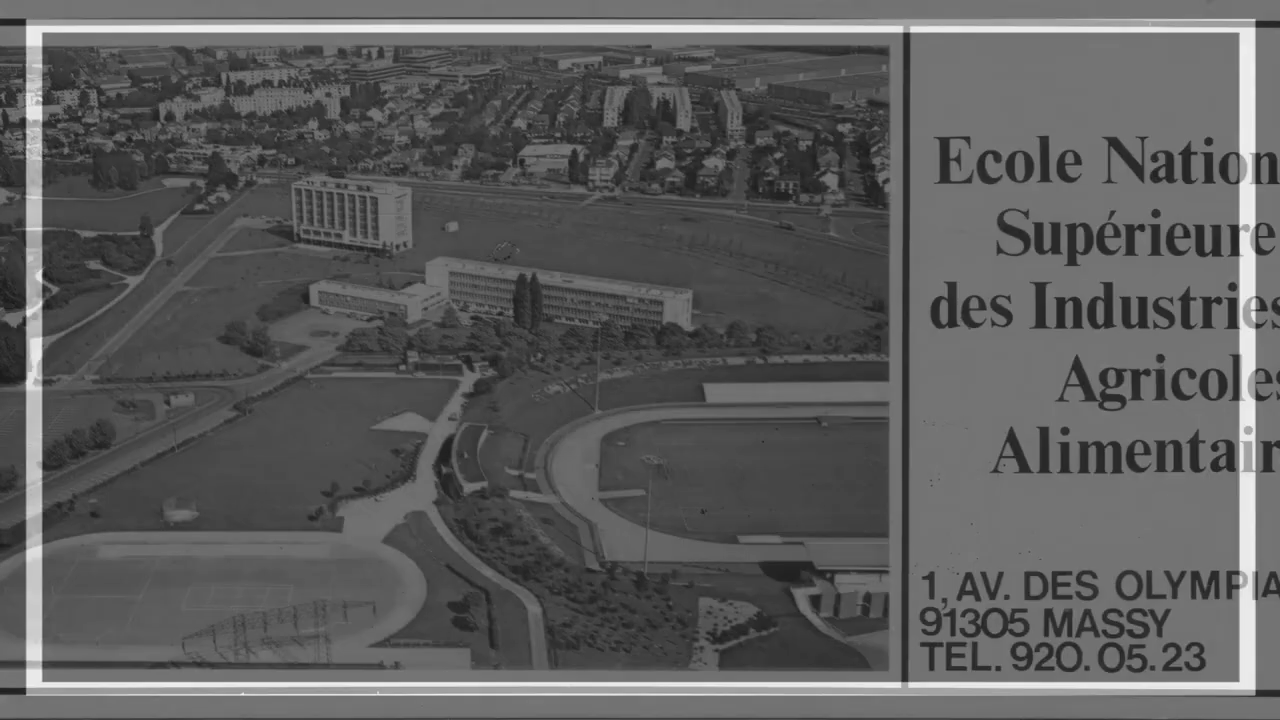 Ecole Nation
Supérieure
des Industries
Agricoles
Alimentair
1, AV. DES OLYMPIA
91305 MASSY
TEL. 920.05.23